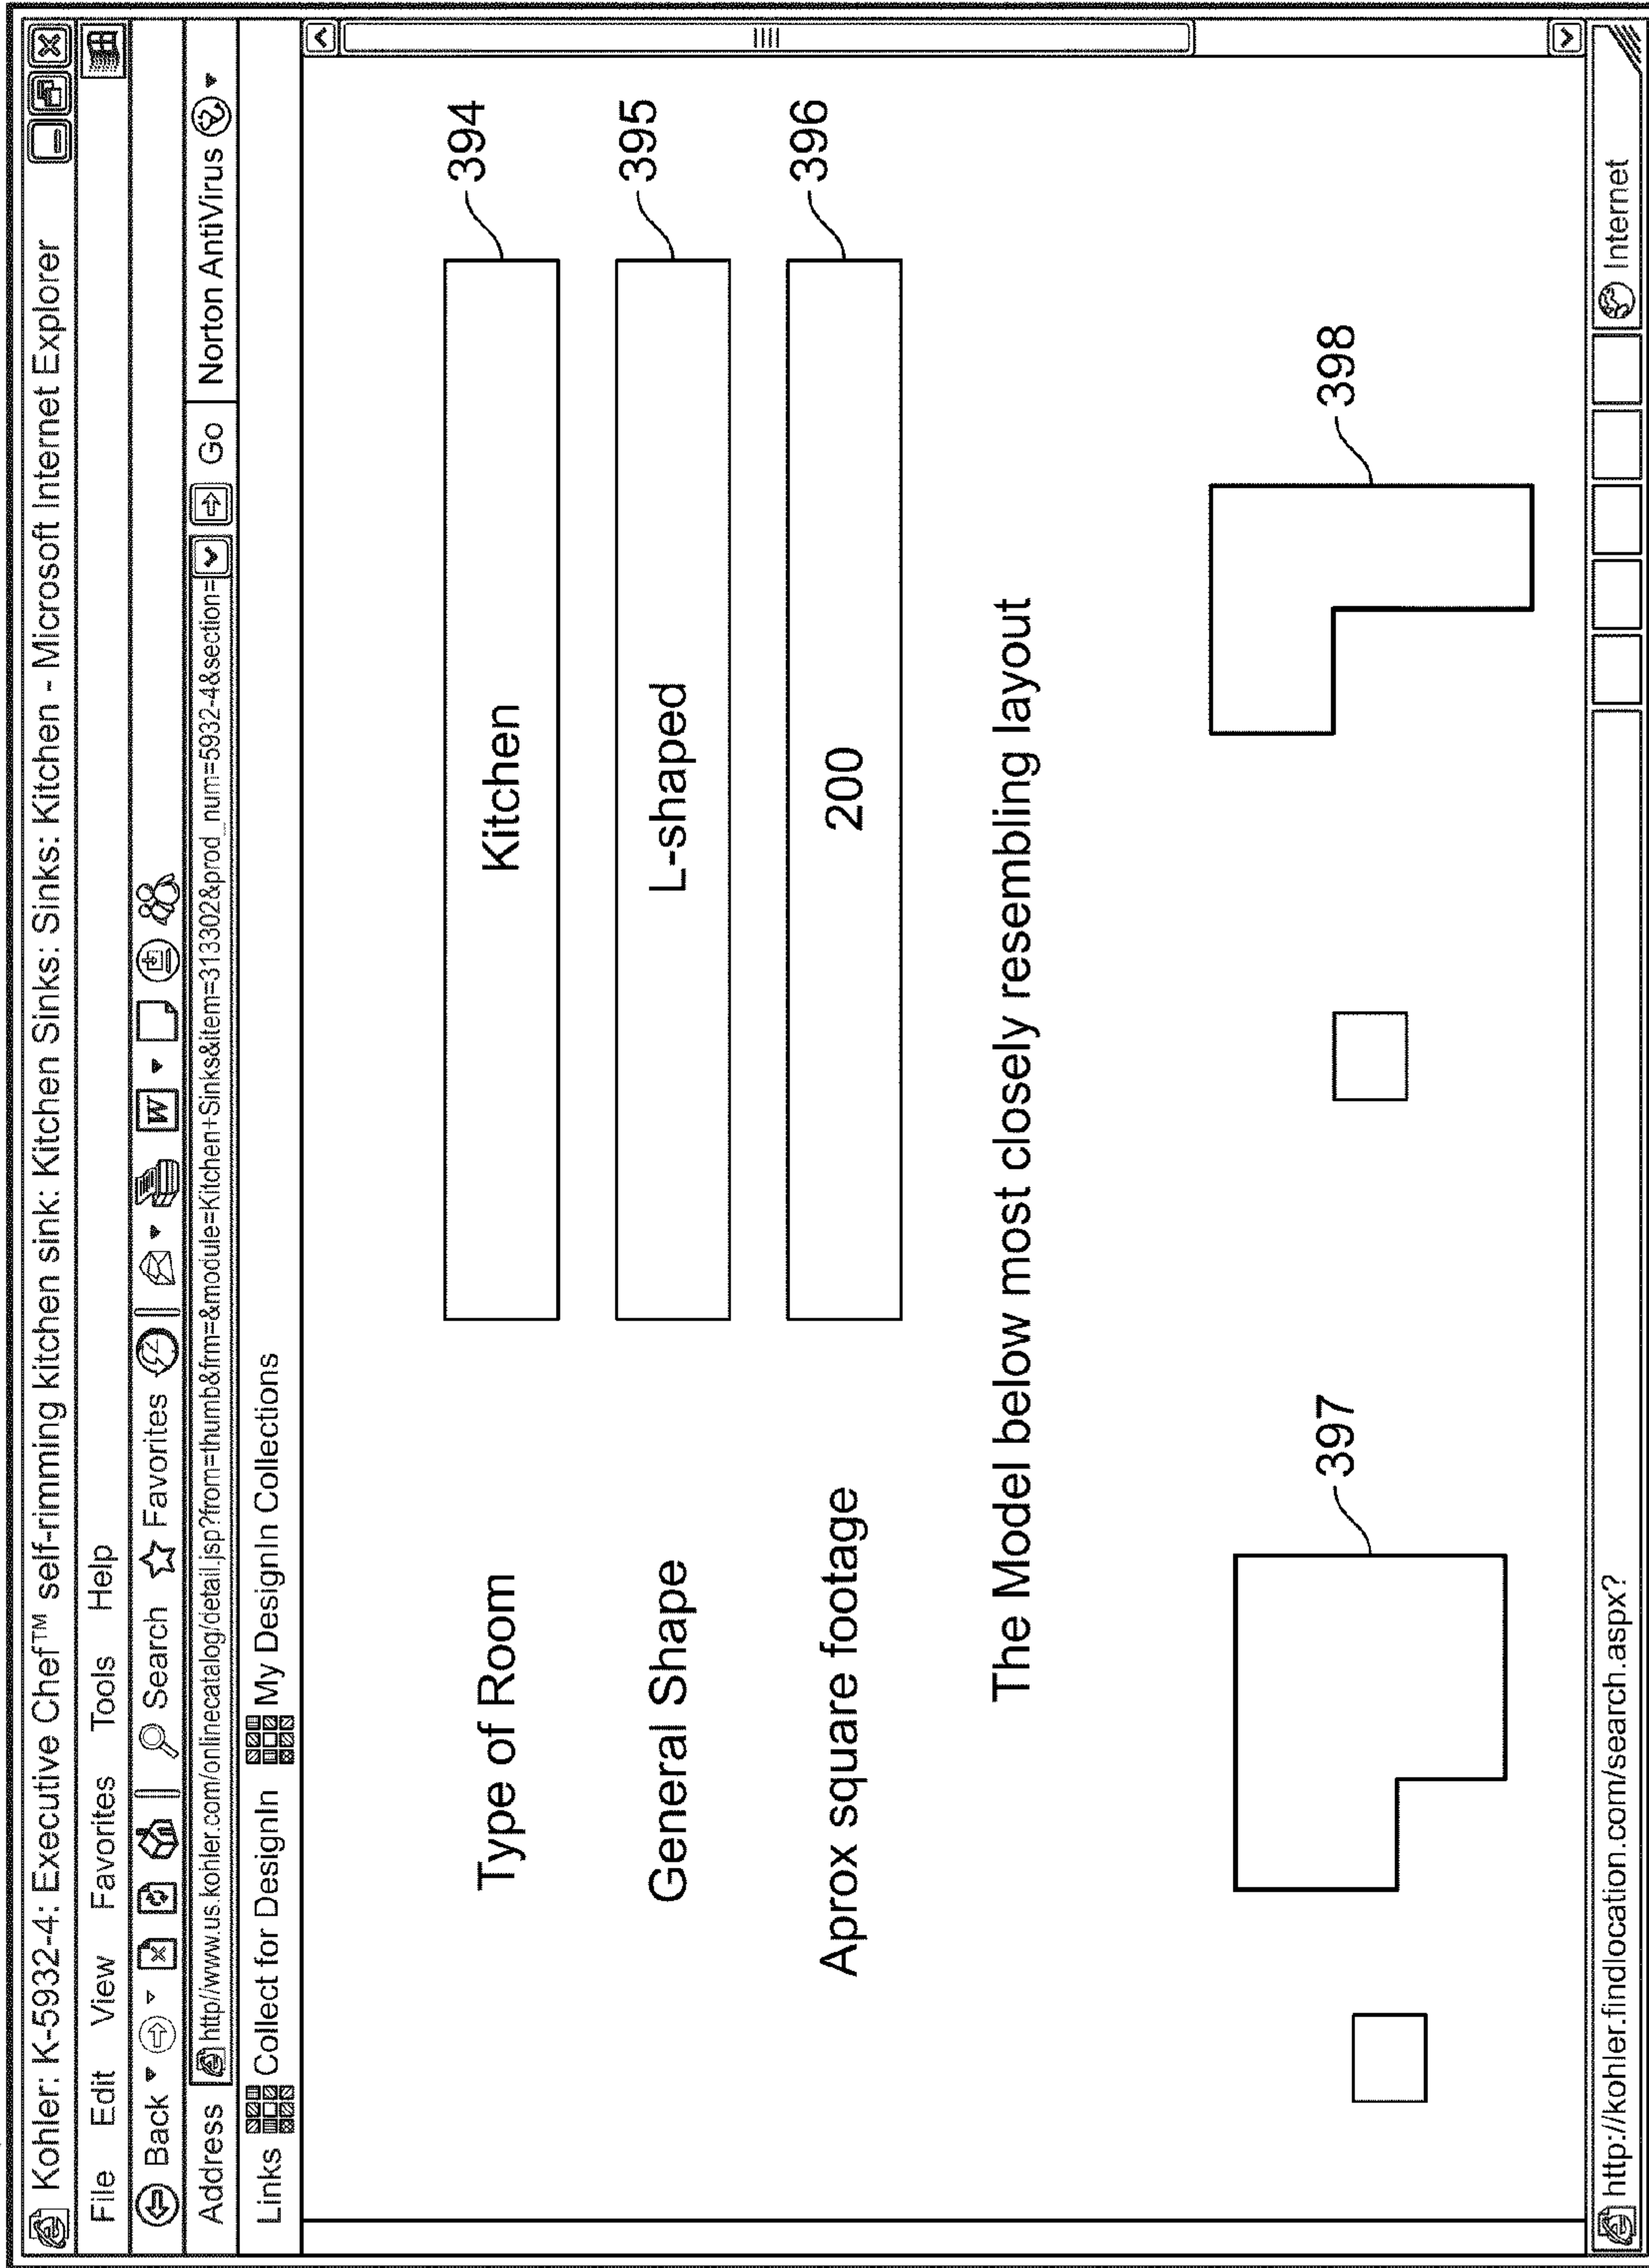 Kohler: K-5932-4: Executive Chef™ self-rimming kitchen sink: Kitchen Sinks: Sinks: Kitchen - Microsoft Internet Explorer
File Edit View Favorites Tools Help
Back Search Favorites W
Address http//www.us.kohler.com/onlinecatalog/detail.jsp?from=thumb&frm=&module=Kitchen+Sinks&item=313302&prod_num=5932-4&section= Go Norton AntiVirus
Links Collect for DesignIn My DesignIn Collections
Type of Room Kitchen 394
General Shape L-shaped 395
Aprox square footage 200 396
The Model below most closely resembling layout
397 398
http://kohler.findlocation.com/search.aspx? Internet